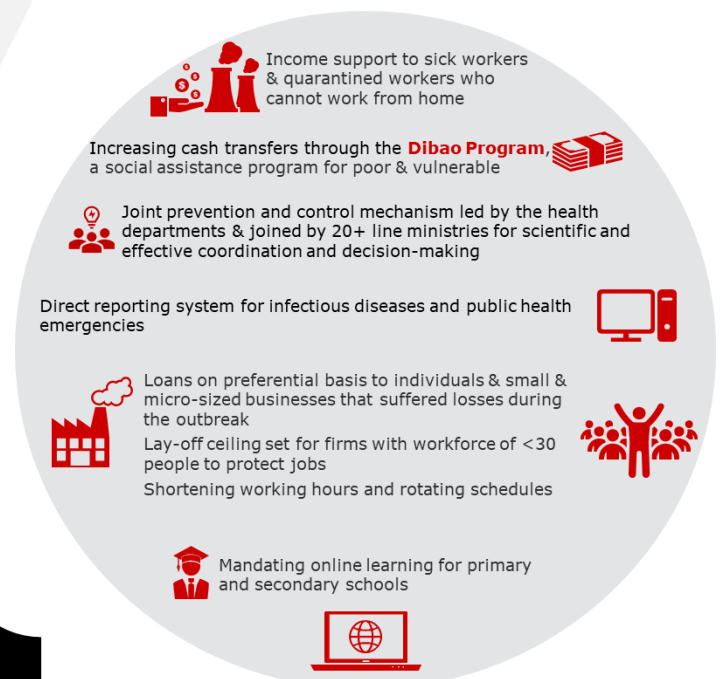 Income support to sick workers
& quarantined workers who
cannot work from home
Increasing cash transfers through the Dibao Program,
a social assistance program for poor & vulnerable
Joint prevention and control mechanism led by the health
departments & joined by 20+ line ministries for scientific and
effective coordination and decision-making
Direct reporting system for infectious diseases and public health
emergencies
Loans on preferential basis to individuals & small &
micro-sized businesses that suffered losses during
the outbreak
Lay-off ceiling set for firms with workforce of <30
people to protect jobs
Shortening working hours and rotating schedules
Mandating online learning for primary
and secondary schools